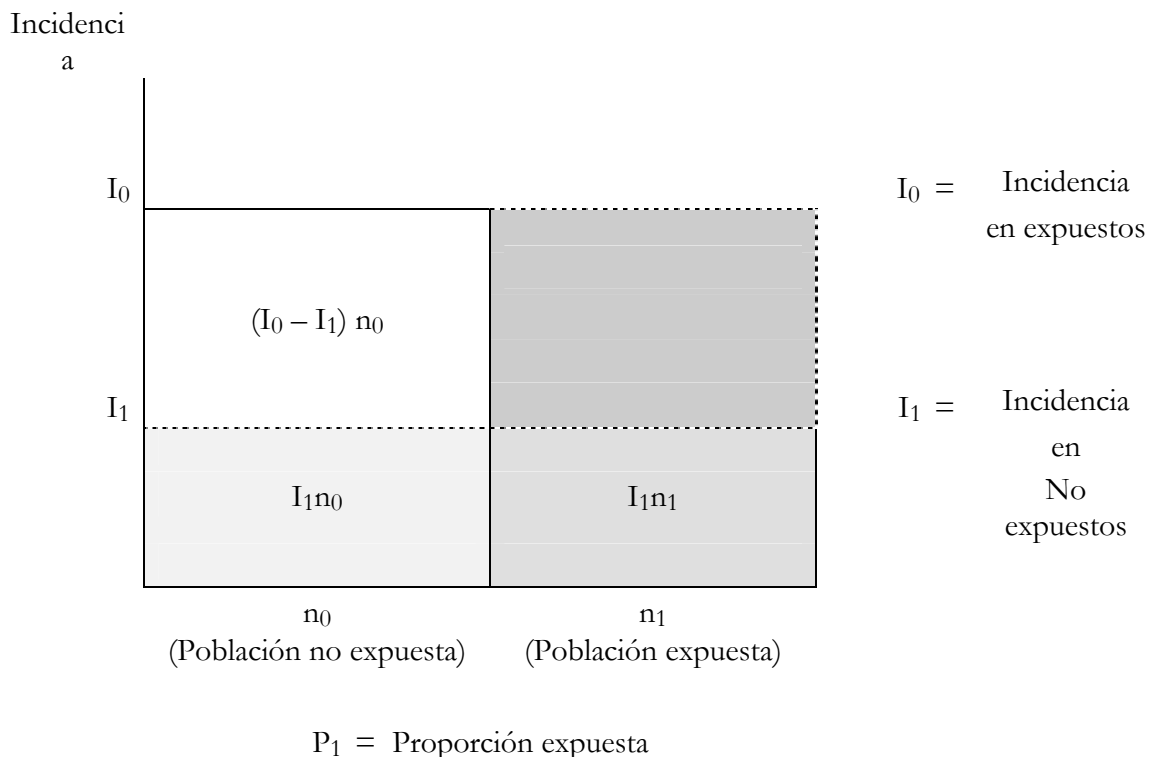 Incidenci
a
I₀
I₀ = Incidencia
en expuestos
(I₀ – I₁) n₀
I₁
I₁ = Incidencia
en
No
expuestos
I₁n₀ I₁n₁
n₀ n₁
(Población no expuesta) (Población expuesta)
P₁ = Proporción expuesta